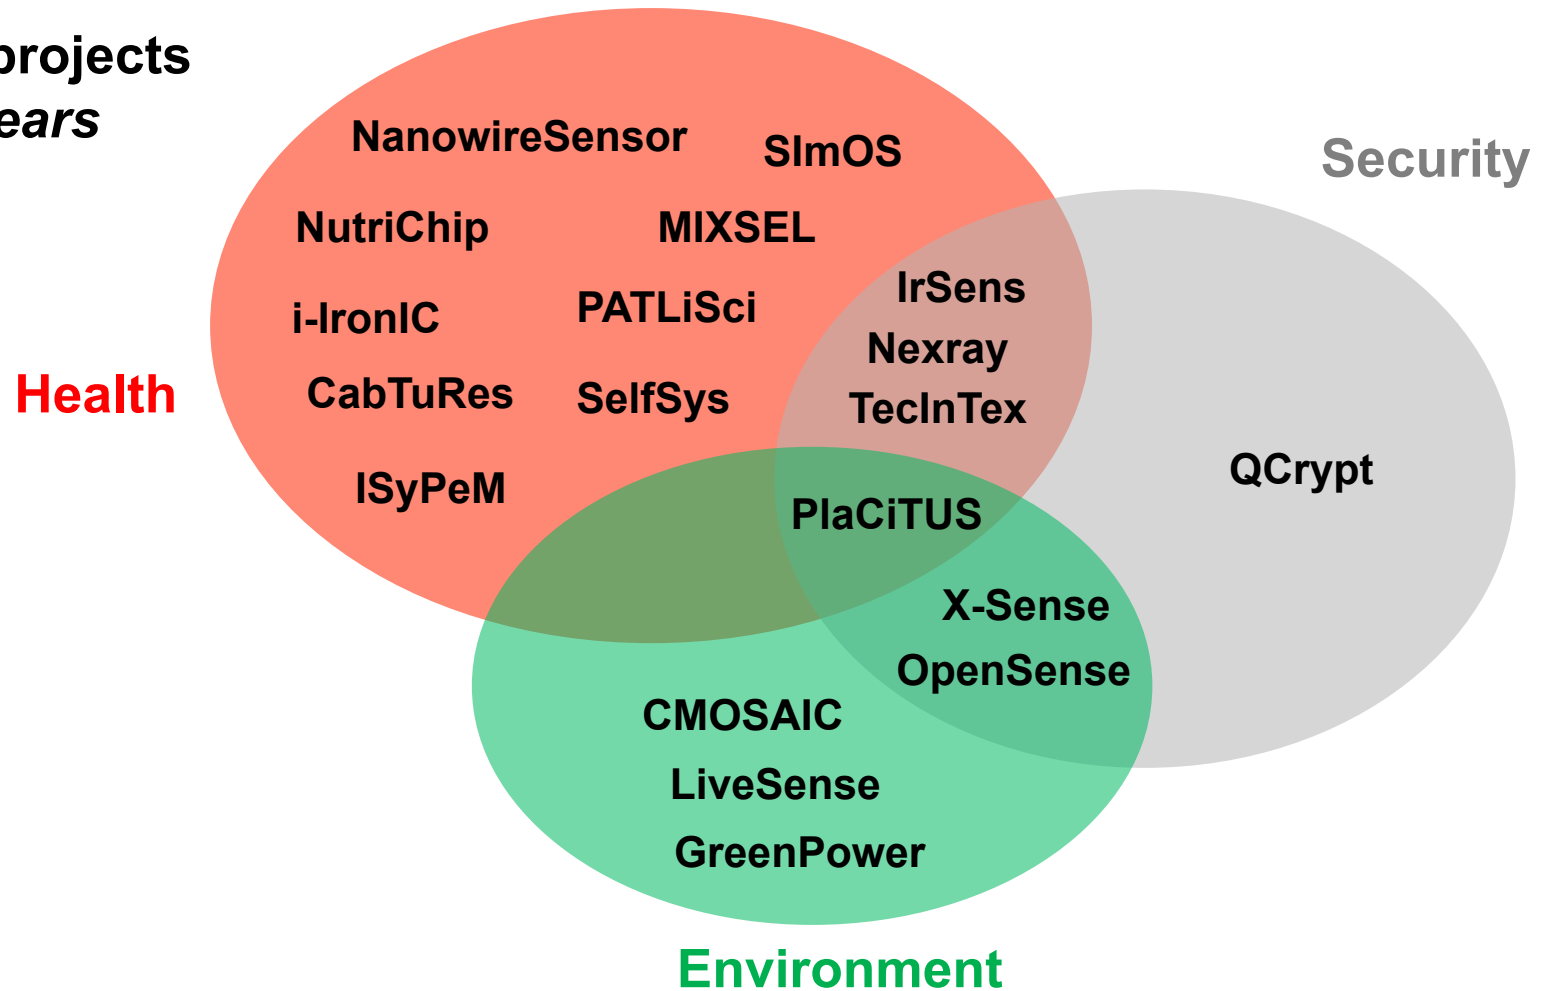 projects
ears
NanowireSensor
SImOS
Security
NutriChip
MIXSEL
IrSens
i-IronIC
PATLiSci
Nexray
Health
CabTuRes
SelfSys
TecInTex
QCrypt
ISyPeM
PlaCiTUS
X-Sense
OpenSense
CMOSAIC
LiveSense
GreenPower
Environment